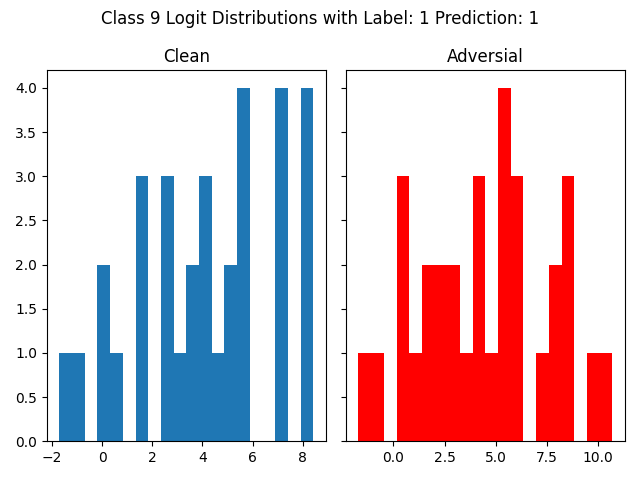 Class 9 Logit Distributions with Label: 1 Prediction: 1
Clean
Adversial
4.0
3.5
3.0
2.5
2.0
1.5
1.0
0.5
0.0
−2 0 2 4 6 8
0.0 2.5 5.0 7.5 10.0